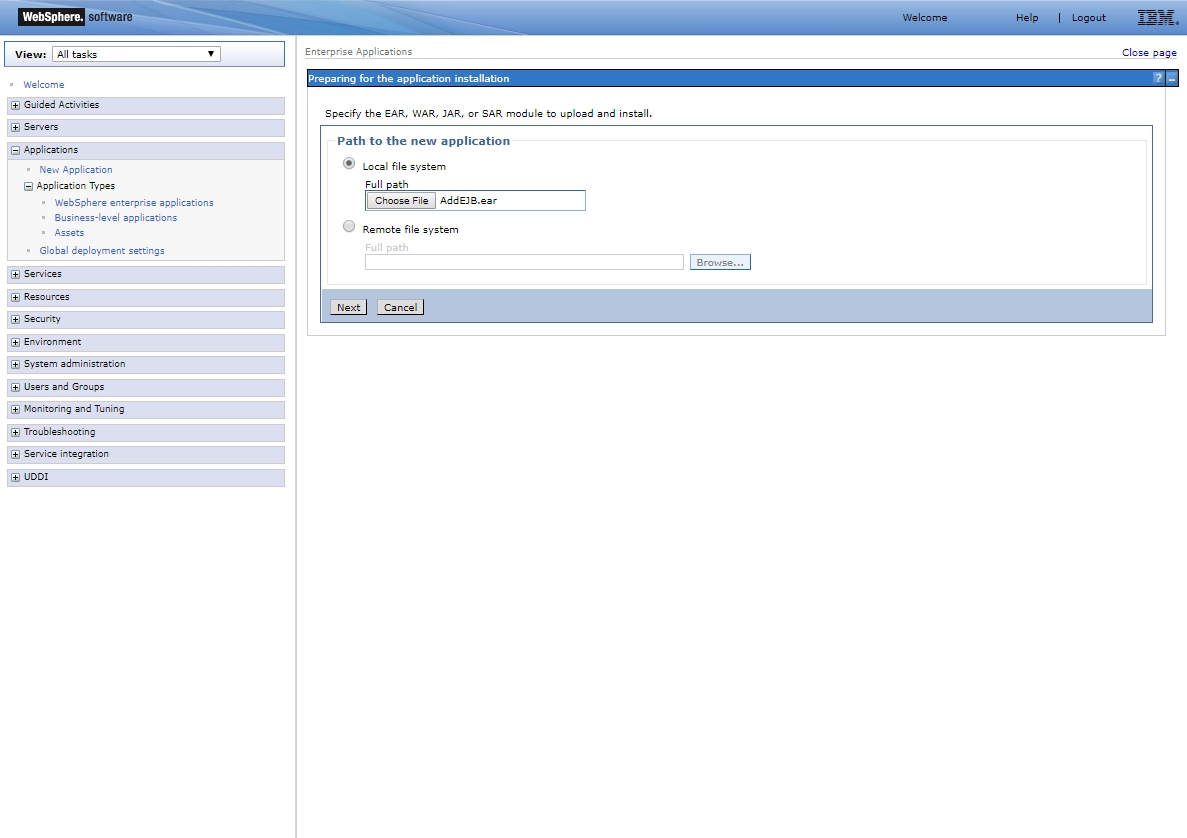 WebSphere. software
Welcome Help | Logout IBM.
View: All tasks
Welcome
Guided Activities
Servers
Applications
New Application
Application Types
WebSphere enterprise applications
Business-level applications
Assets
Global deployment settings
Services
Resources
Security
Environment
System administration
Users and Groups
Monitoring and Tuning
Troubleshooting
Service integration
UDDI
Enterprise Applications
Close page
Preparing for the application installation ? -
Specify the EAR, WAR, JAR, or SAR module to upload and install.
Path to the new application
Local file system
Full path
Choose File AddEJB.ear
Remote file system
Full path
Browse...
Next Cancel